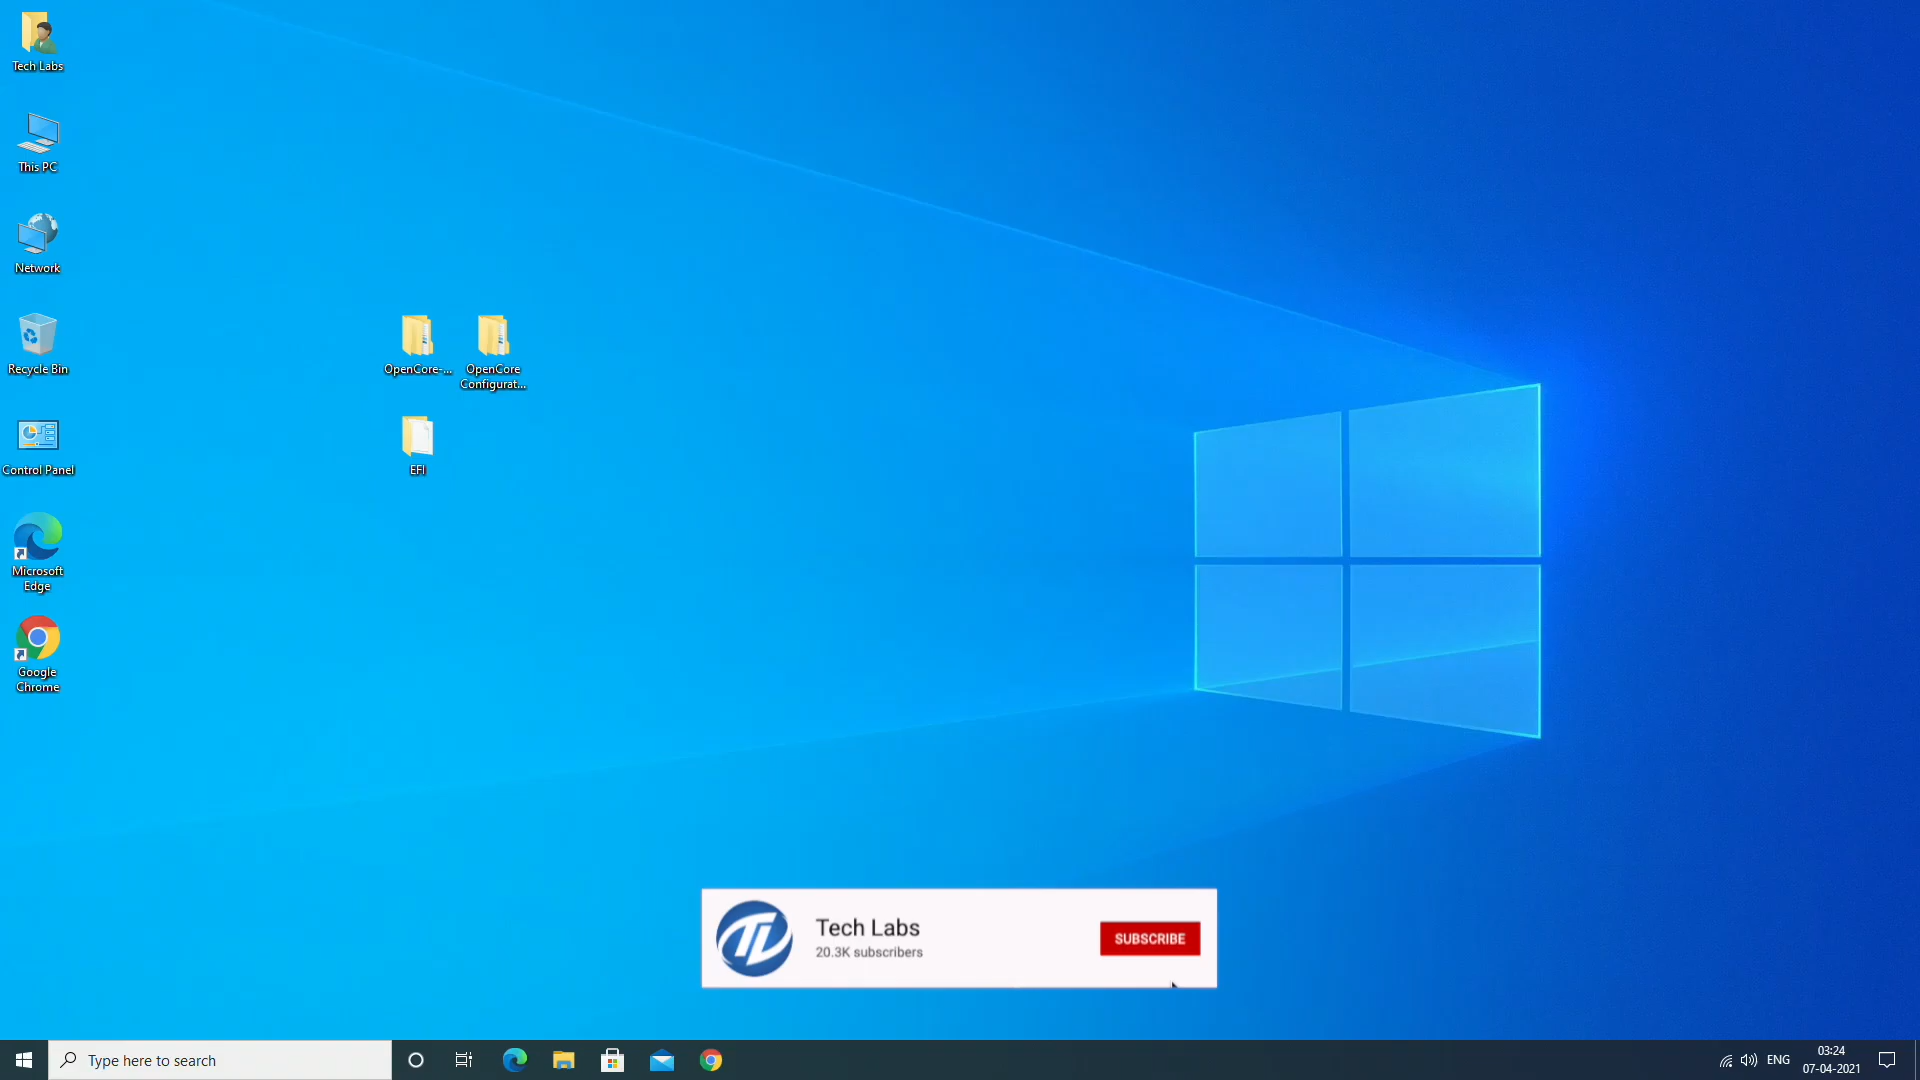 Tech Labs
This PC
Network
Recycle Bin
Control Panel
Microsoft
Edge
Google
Chrome
OpenCore-...
OpenCore
Configurat...
EFI
TL
Tech Labs
20.3K subscribers
SUBSCRIBE
Type here to search
ENG
03:24
07-04-2021